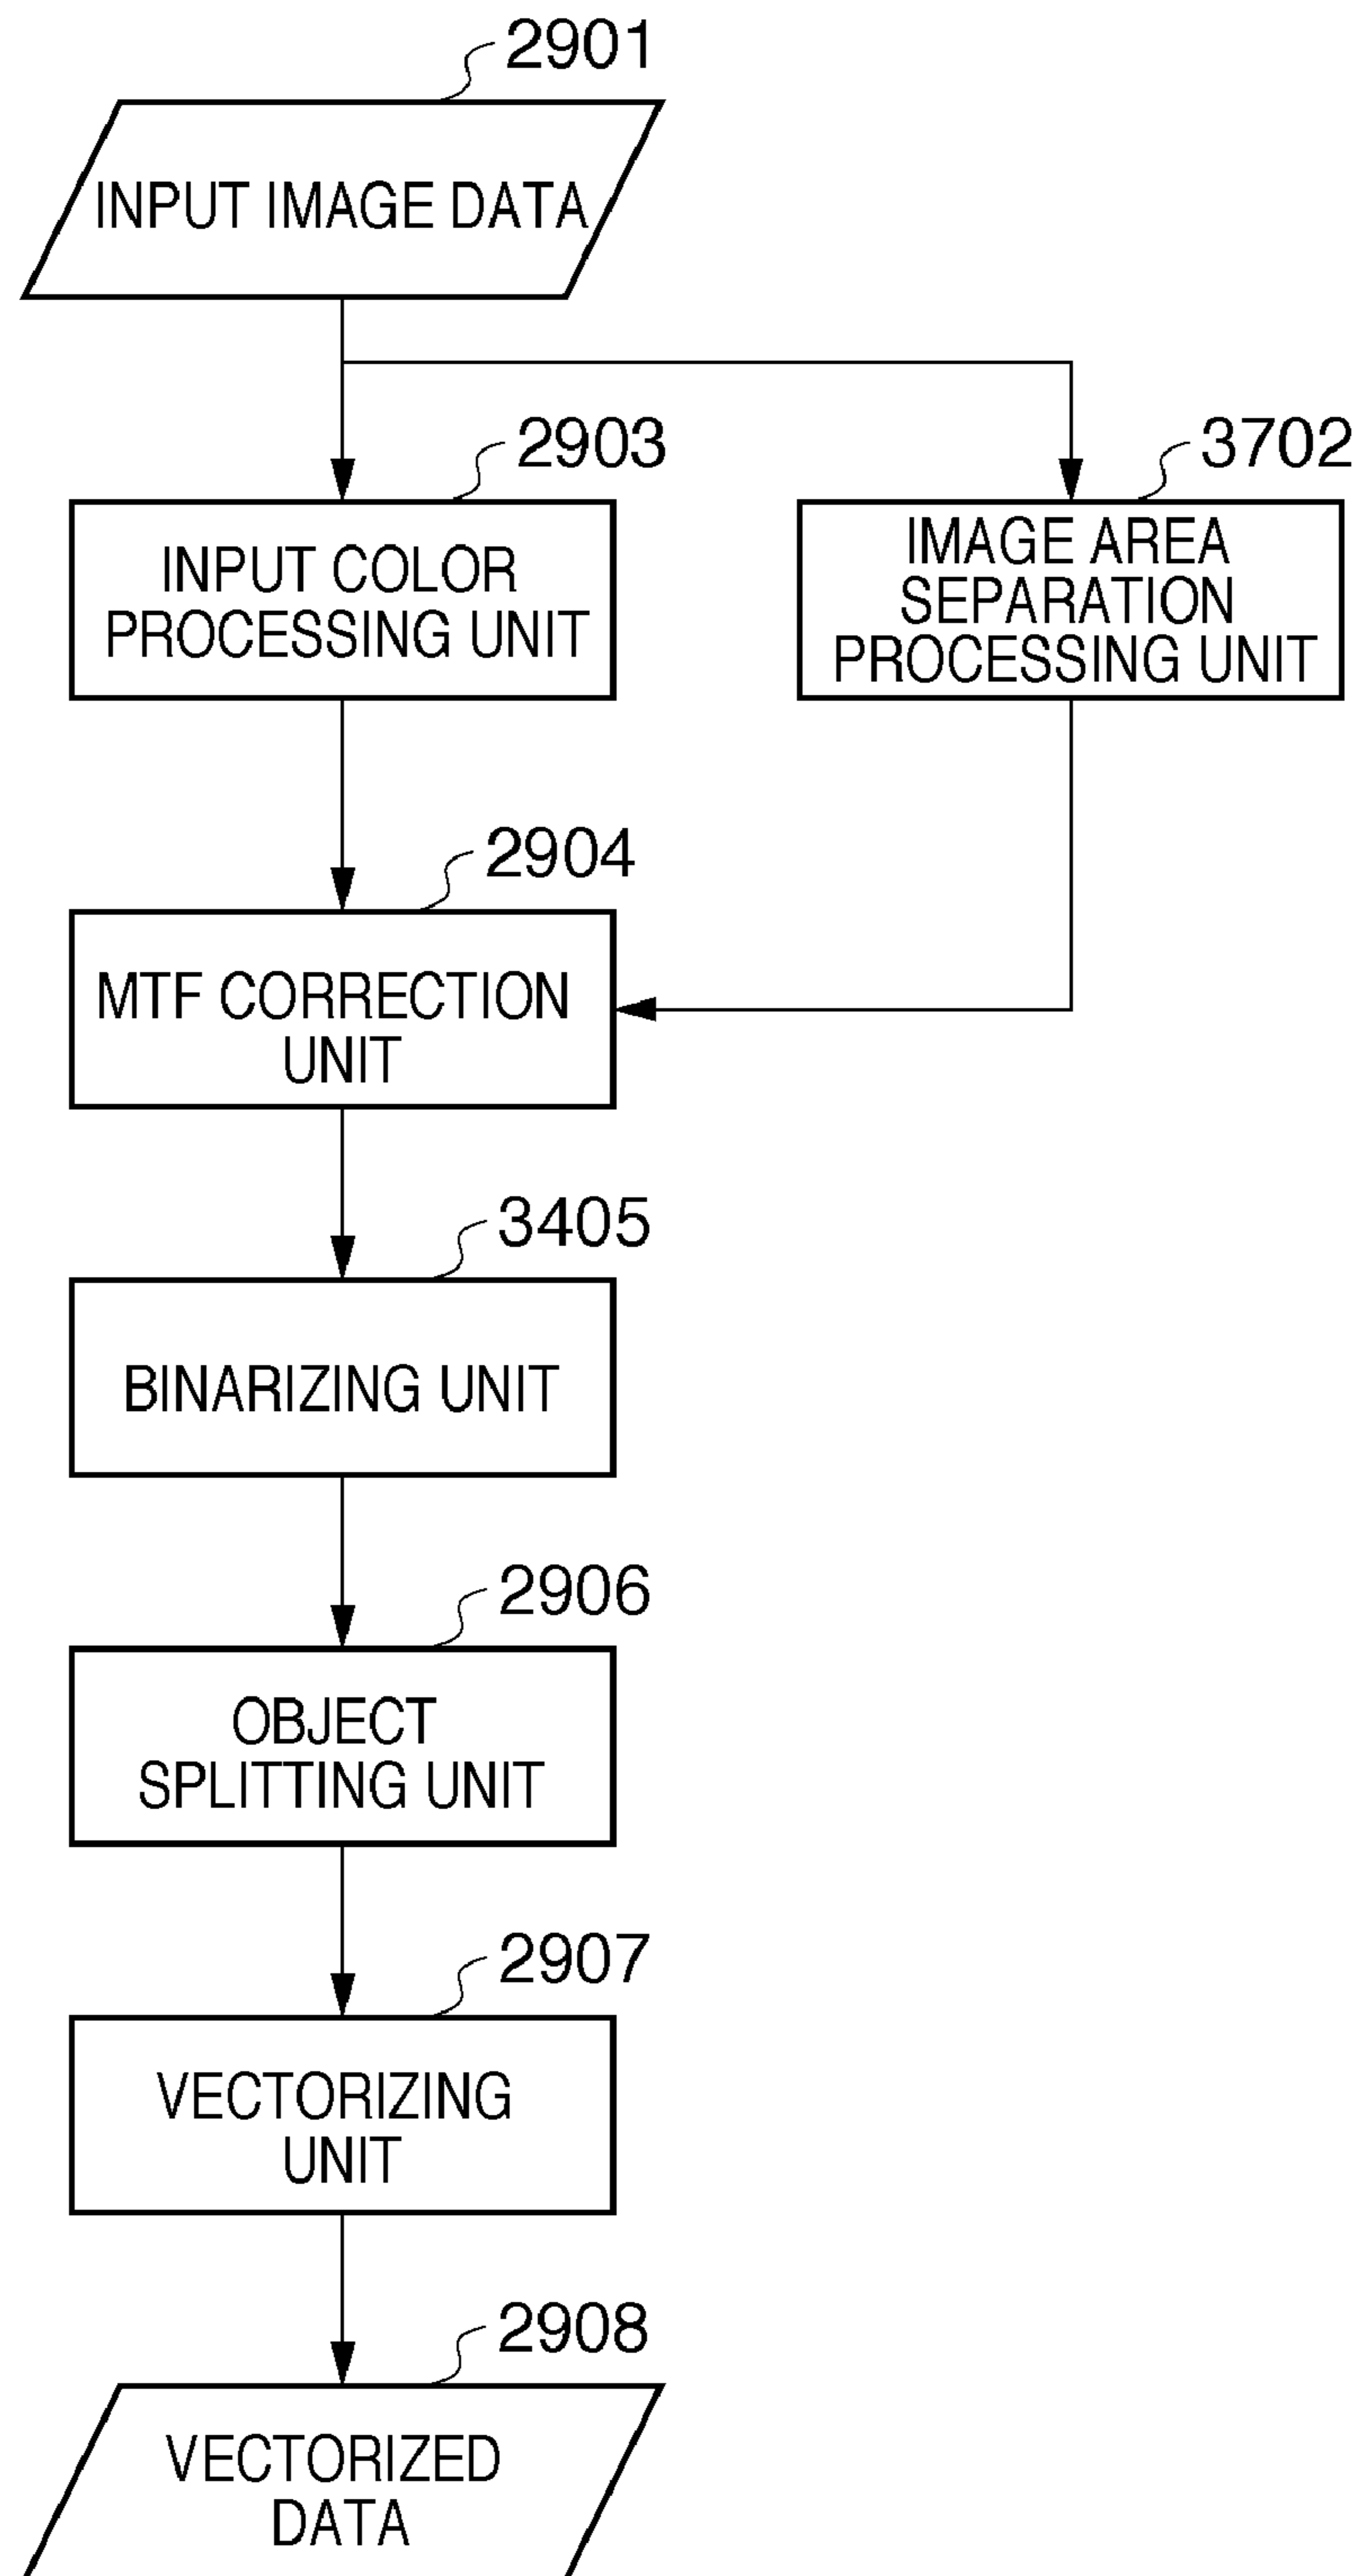 2901
INPUT IMAGE DATA
2903
INPUT COLOR
PROCESSING UNIT
3702
IMAGE AREA
SEPARATION
PROCESSING UNIT
2904
MTF CORRECTION
UNIT
3405
BINARIZING UNIT
2906
OBJECT
SPLITTING UNIT
2907
VECTORIZING
UNIT
2908
VECTORIZED
DATA